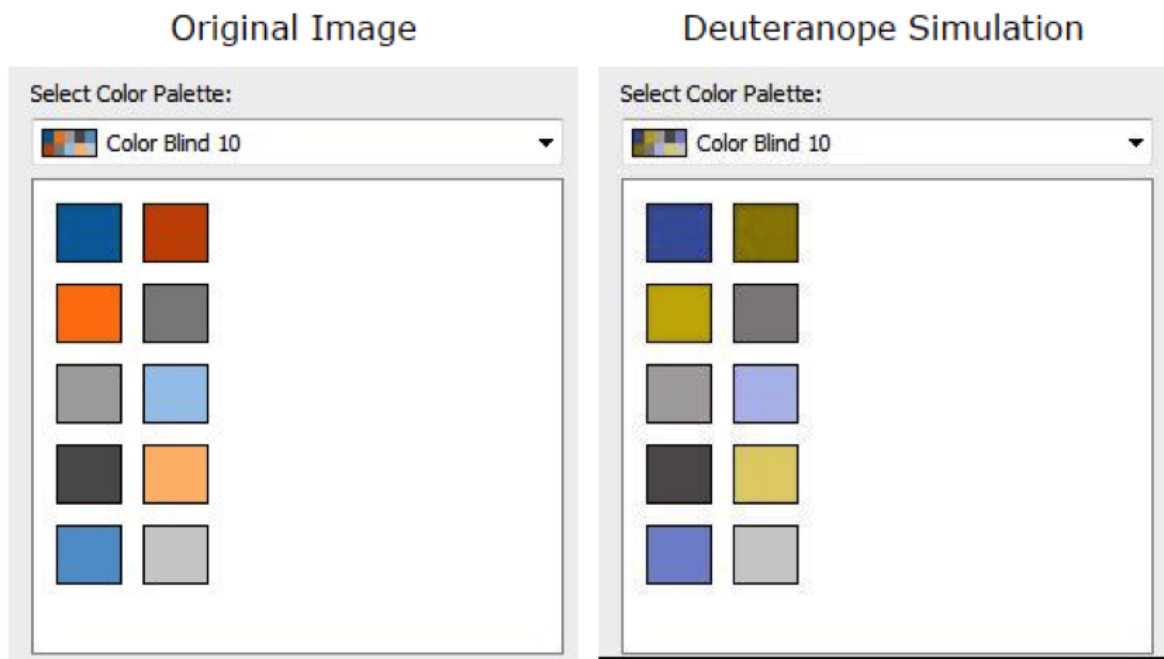 Original Image
Deuteranope Simulation
Select Color Palette:
Color Blind 10
Select Color Palette:
Color Blind 10